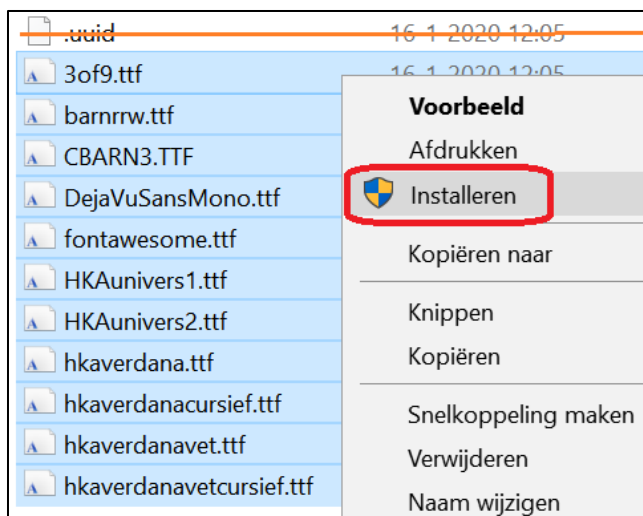 .uuid 16-1-2020 12:05
3of9.ttf 16-1-2020 12:05
barnrrw.ttf
CBARN3.TTF
DejaVuSansMono.ttf
fontawesome.ttf
HKAunivers1.ttf
HKAunivers2.ttf
hkaverdana.ttf
hkaverdanacursief.ttf
hkaverdanavet.ttf
hkaverdanavetcursief.ttf
Voorbeeld
Afdrukken
Installeren
Kopiëren naar
Knippen
Kopiëren
Snelkoppeling maken
Verwijderen
Naam wijzigen